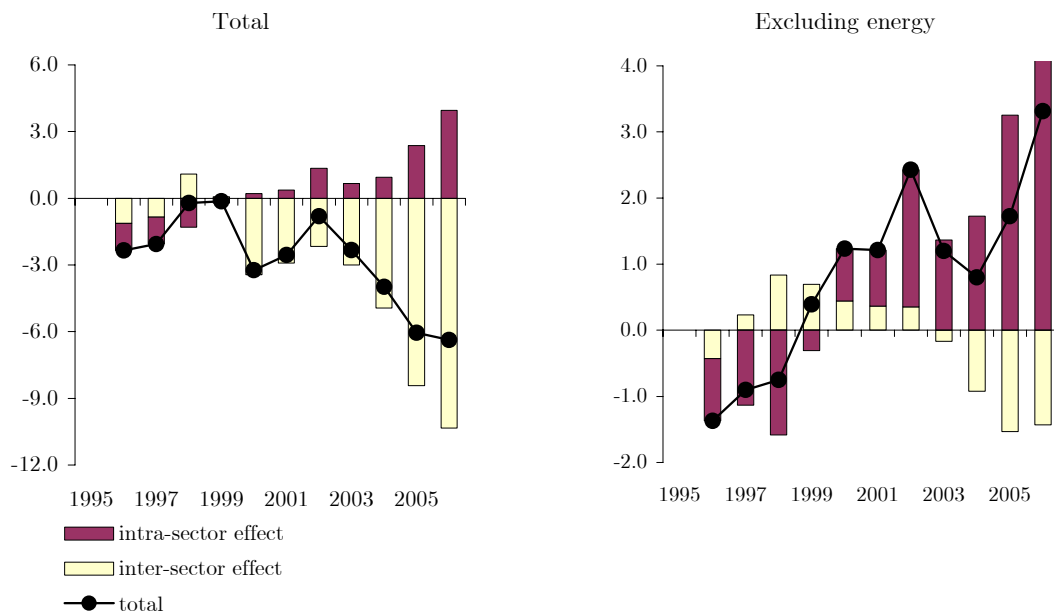 Total
6.0
3.0
0.0
-3.0
-6.0
-9.0
-12.0
1995 1997 1999 2001 2003 2005
intra-sector effect
inter-sector effect
total
Excluding energy
4.0
3.0
2.0
1.0
0.0
-1.0
-2.0
1995 1997 1999 2001 2003 2005